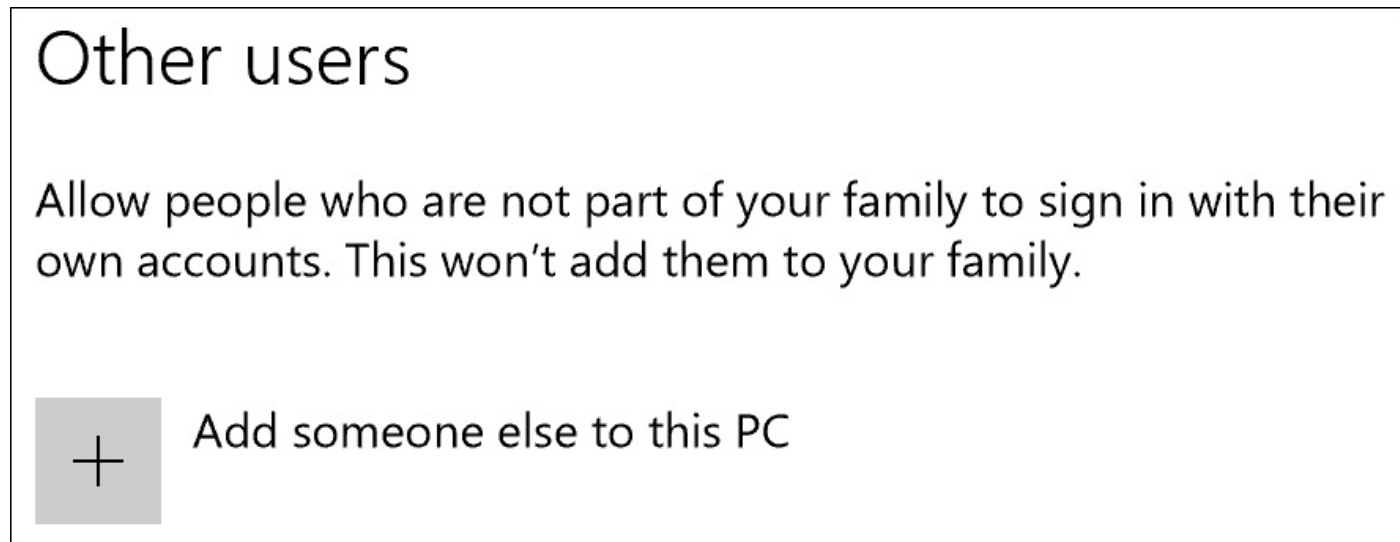 Other users
Allow people who are not part of your family to sign in with their
own accounts. This won’t add them to your family.
Add someone else to this PC